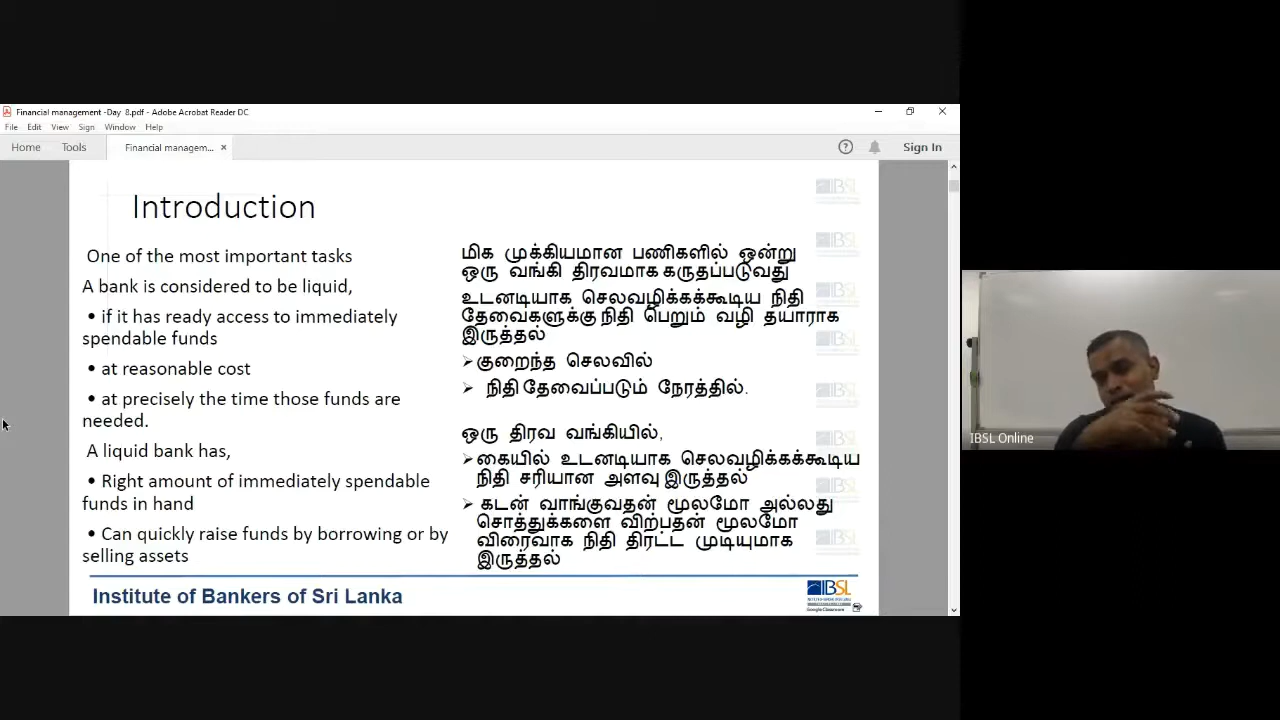 Financial management -Day 8.pdf - Adobe Acrobat Reader DC
File Edit View Sign Window Help
Home Tools Financial managem... × Sign In
Introduction
One of the most important tasks
A bank is considered to be liquid,
• if it has ready access to immediately
spendable funds
• at reasonable cost
• at precisely the time those funds are
needed.
A liquid bank has,
• Right amount of immediately spendable
funds in hand
• Can quickly raise funds by borrowing or by
selling assets
மிக முக்கியமான பணிகளில் ஒன்று
ஒரு வங்கி திரவமாக கருதப்படுவது
உடனடியாக செலவழிக்கக்கூடிய நிதி
தேவைகளுக்கு நிதி பெறும் வழி தயாராக
இருத்தல்
➢குறைந்த செலவில்
➢ நிதி தேவைப்படும் நேரத்தில்.
ஒரு திரவ வங்கியில்,
➢கையில் உடனடியாக செலவழிக்கக்கூடிய
நிதி சரியான அளவு இருத்தல்
➢ கடன் வாங்குவதன் மூலமோ அல்லது
சொத்துக்களை விற்பதன் மூலமோ
விரைவாக நிதி திரட்ட முடியுமாக
இருத்தல்
Institute of Bankers of Sri Lanka
IBSL
Google Classroom
IBSL Online